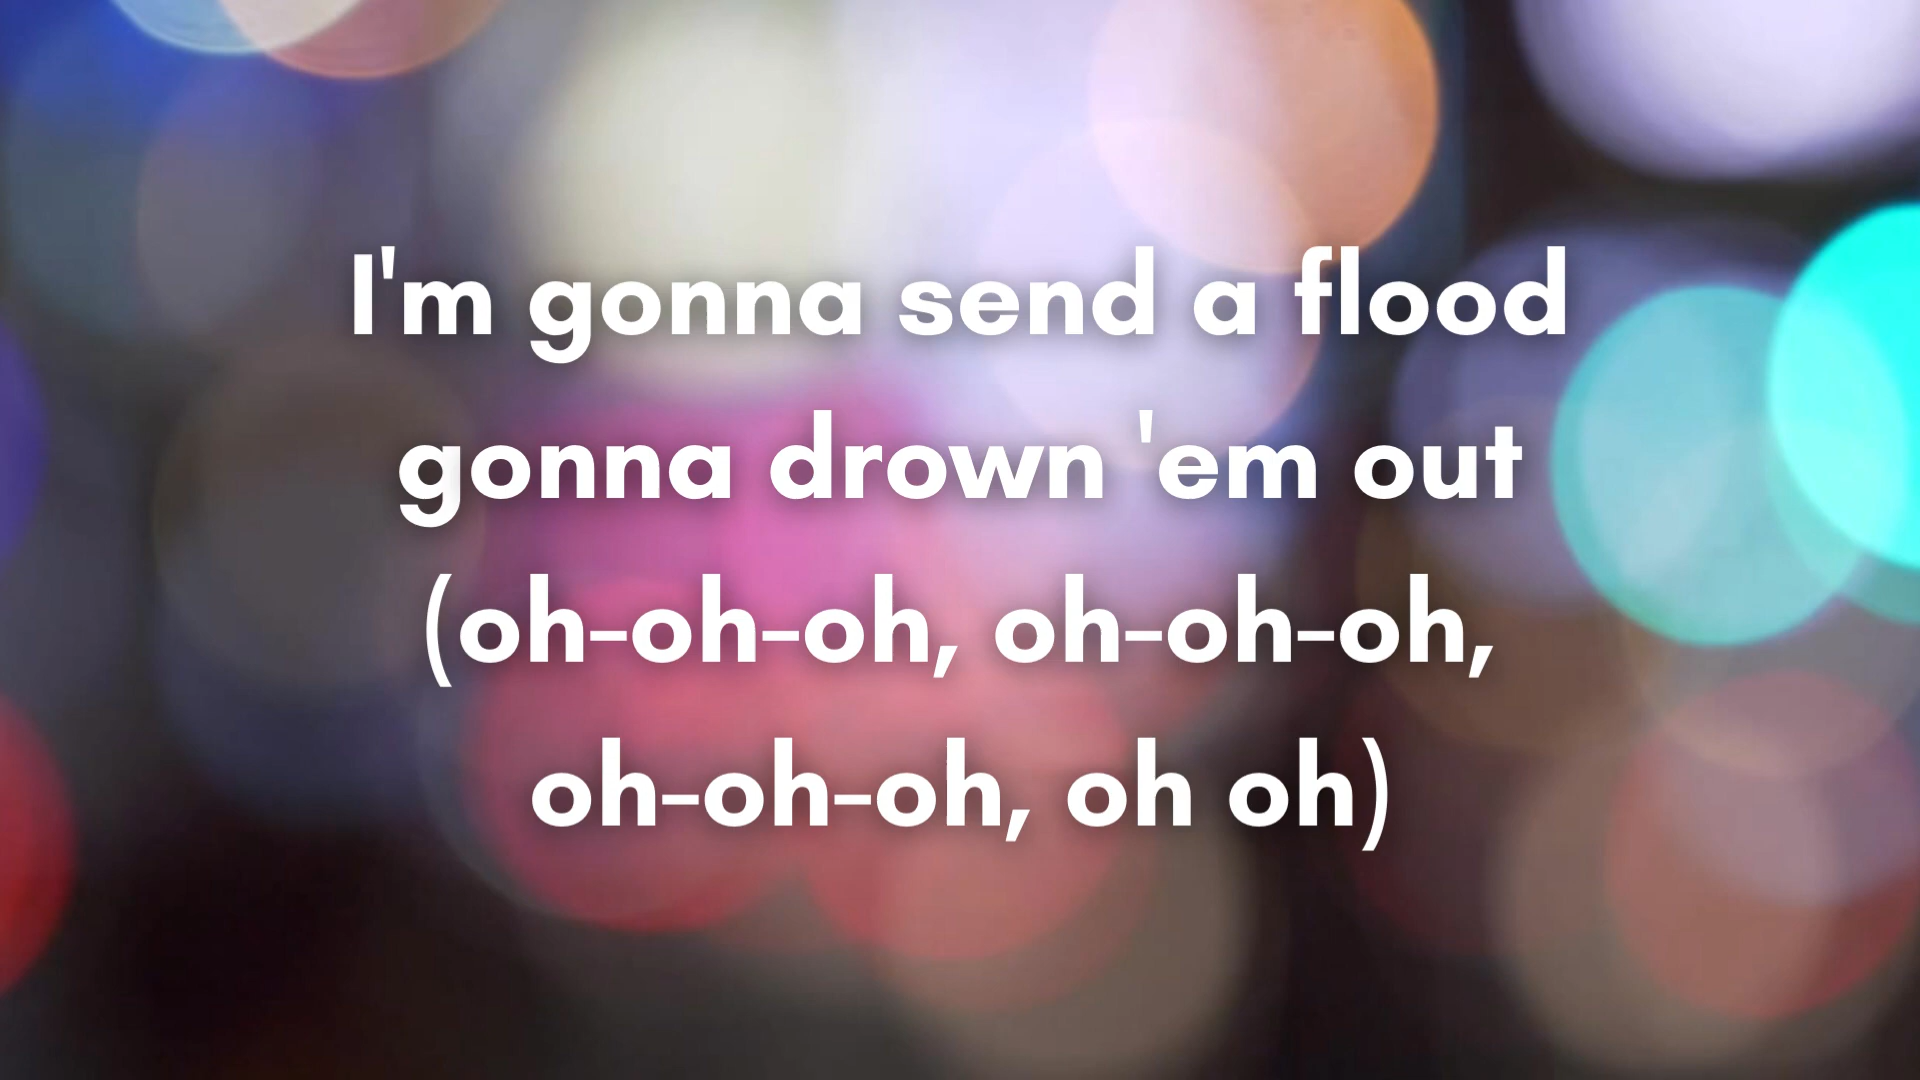 I'm gonna send a flood
gonna drown 'em out
(oh-oh-oh, oh-oh-oh,
oh-oh-oh, oh oh)